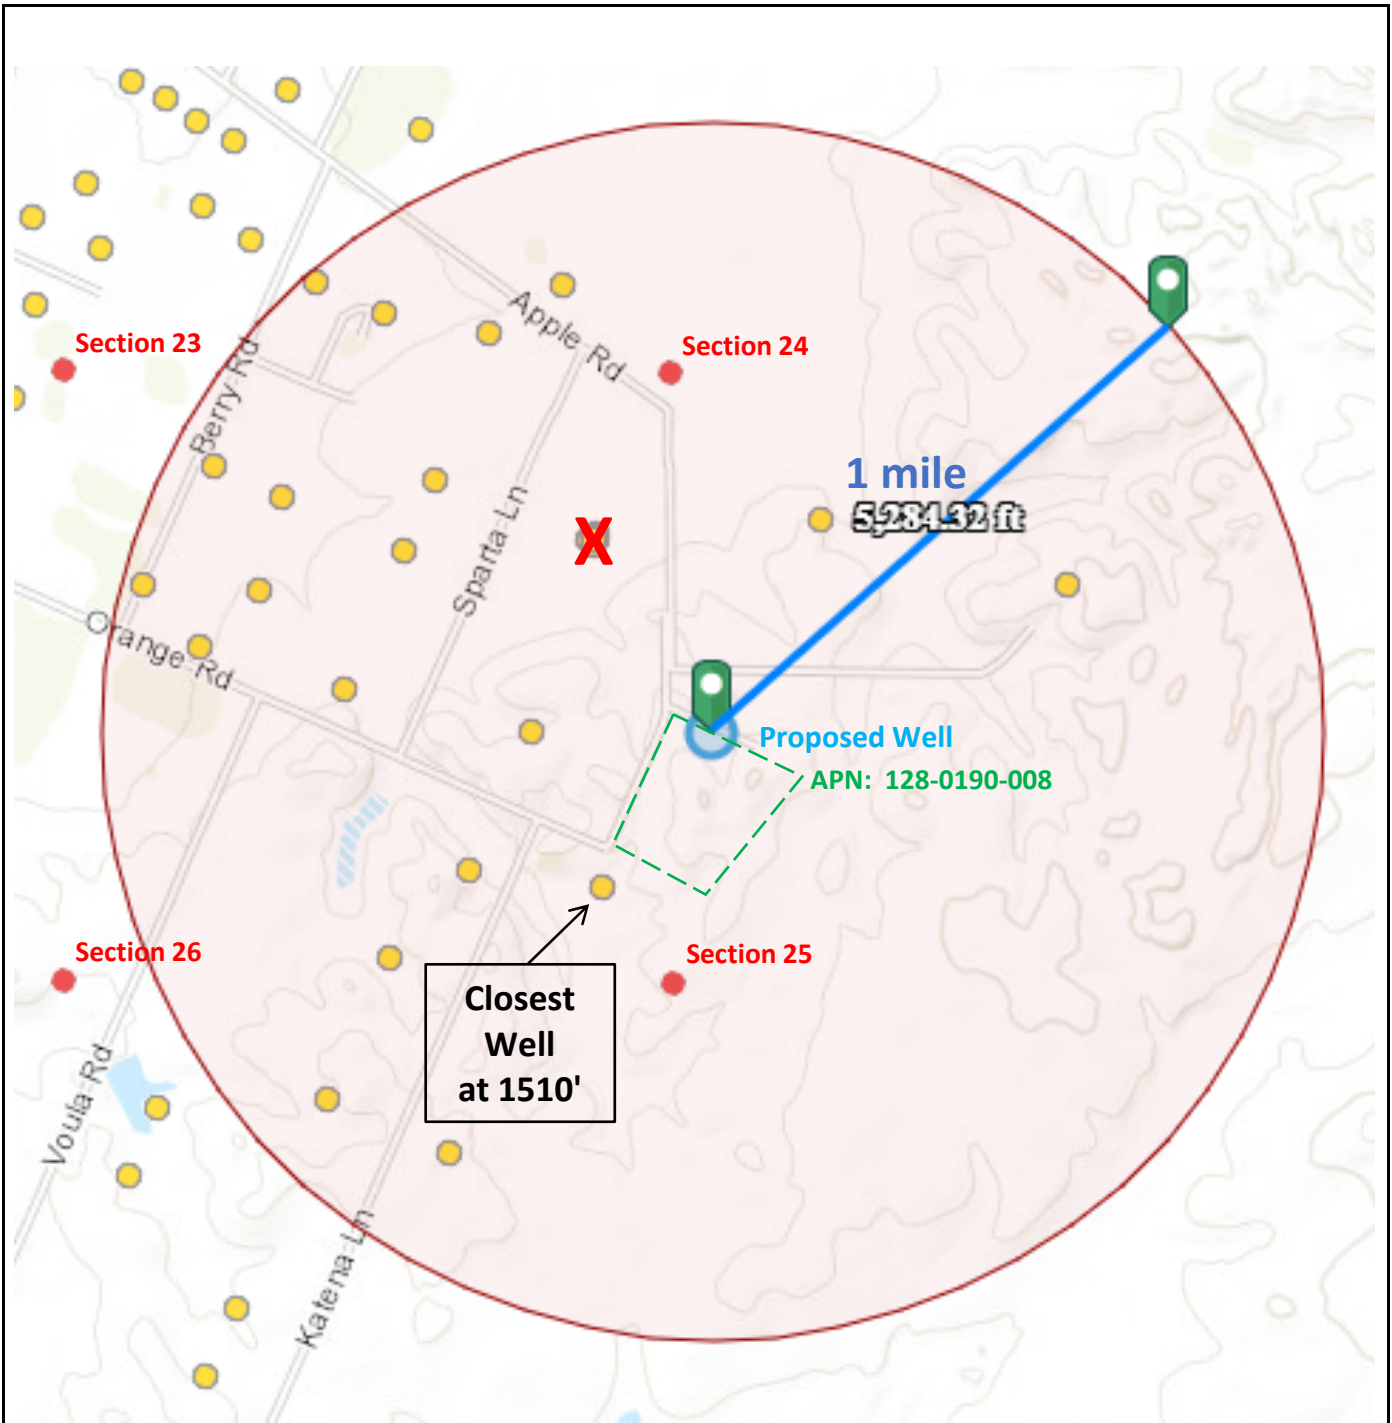 Apple Rd
Section 23
Section 24
Berry Rd
1 mile
5,284.32 ft
Sparta Ln
X
Orange Rd
Proposed Well
APN: 128-0190-008
Section 26
Section 25
Closest
Well
at 1510'
Voula Rd
Katena Ln